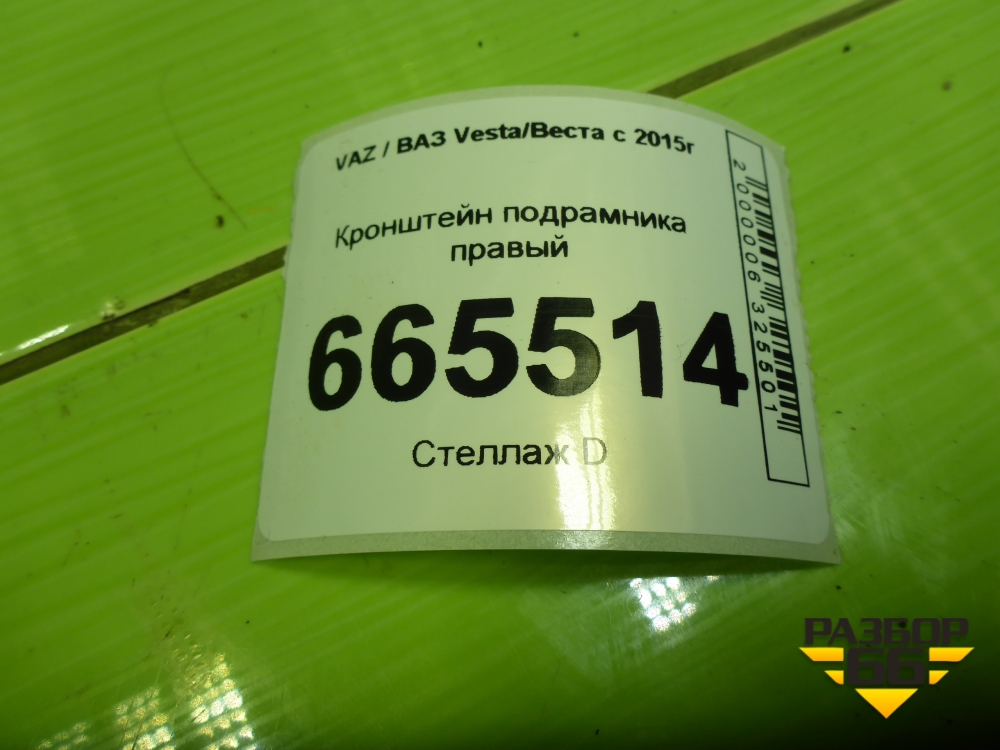 VAZ / ВАЗ Vesta/Веста с 2015г
Кронштейн подрамника
правый
665514
Стеллаж D
2000006325501
РАЗБОР
66